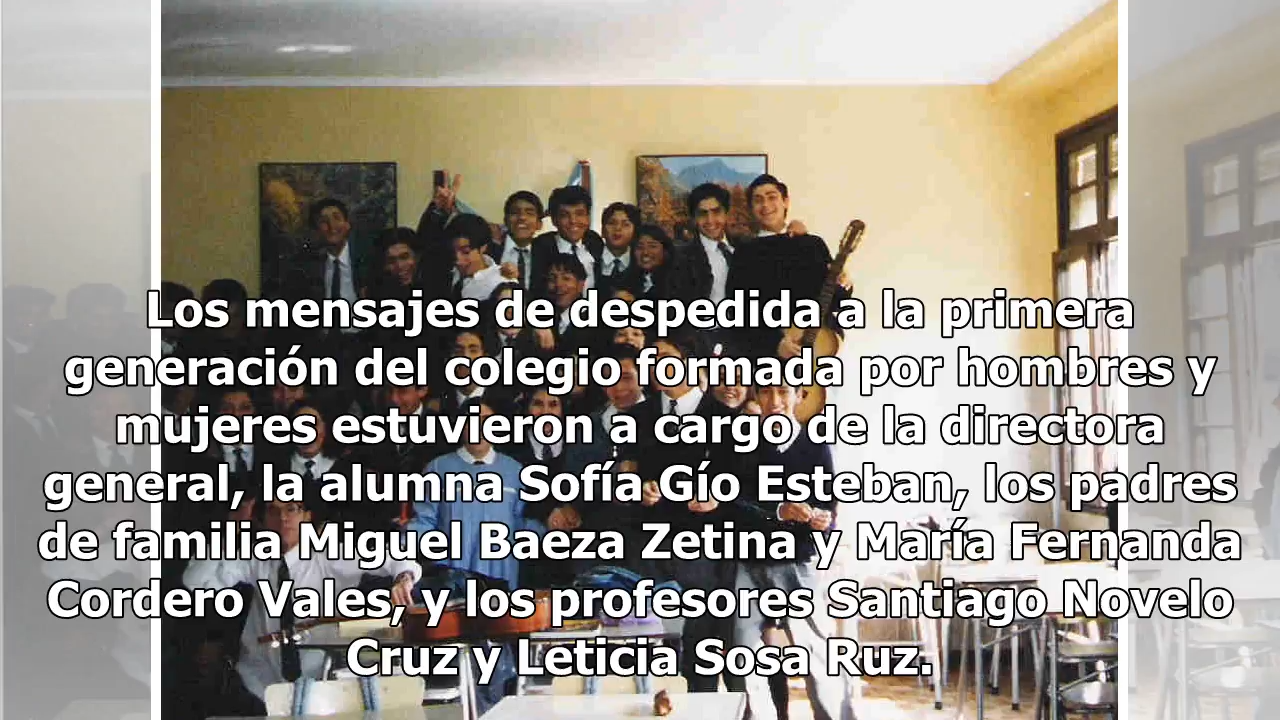 Los mensajes de despedida a la primera
generación del colegio formada por hombres y
mujeres estuvieron a cargo de la directora
general, la alumna Sofía Gío Esteban, los padres
de familia Miguel Baeza Zetina y María Fernanda
Cordero Vales, y los profesores Santiago Novelo
Cruz y Leticia Sosa Ruz.